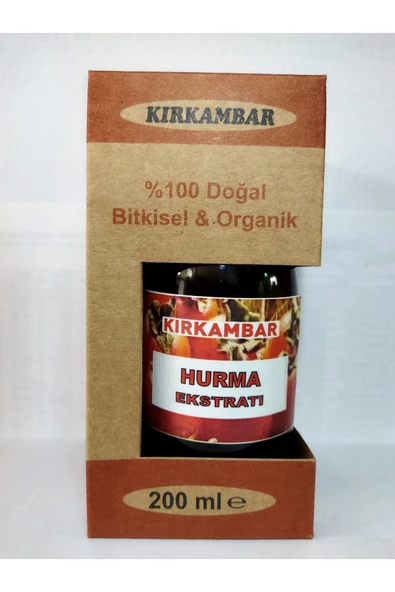 KIRKAMBAR
%100 Doğal
Bitkisel & Organik
KIRKAMBAR
HURMA
EKSTRATI
200 ml ℮